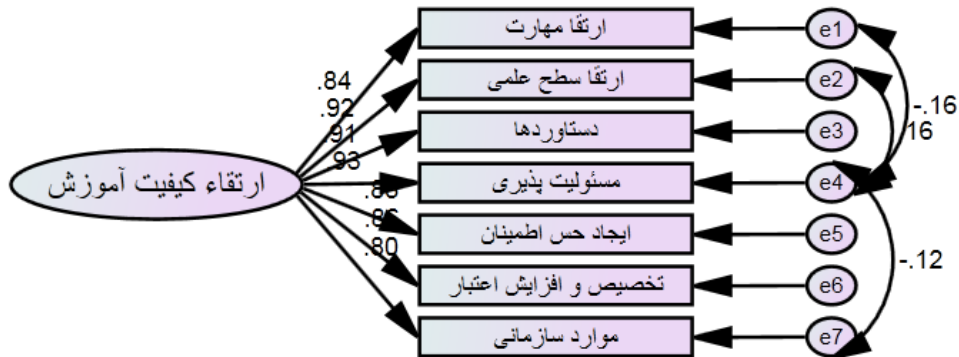 ارتقا مهارت
ارتقا سطح علمی
دستاوردها
مسئولیت پذیری
ایجاد حس اطمینان
تخصیص و افزایش اعتبار
موارد سازمانی
ارتقاء کیفیت آموزش
.84
.92
.91
.93
.80
e1
e2
e3
e4
e5
e6
e7
-.16
16
-.12